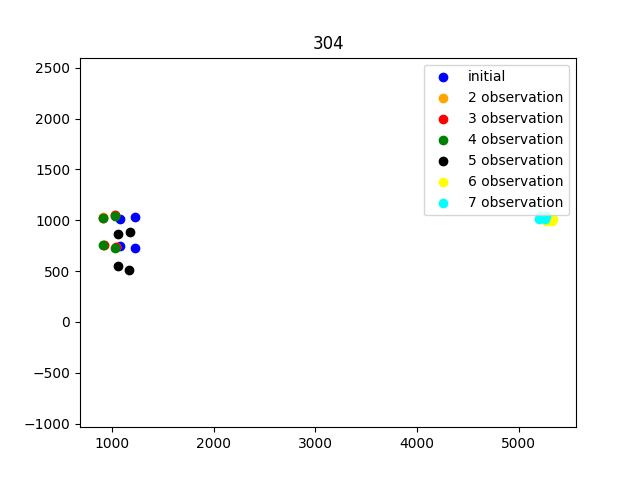 304
2500
2000
1500
1000
500
0
−500
−1000
1000
2000
3000
4000
5000
initial
2 observation
3 observation
4 observation
5 observation
6 observation
7 observation